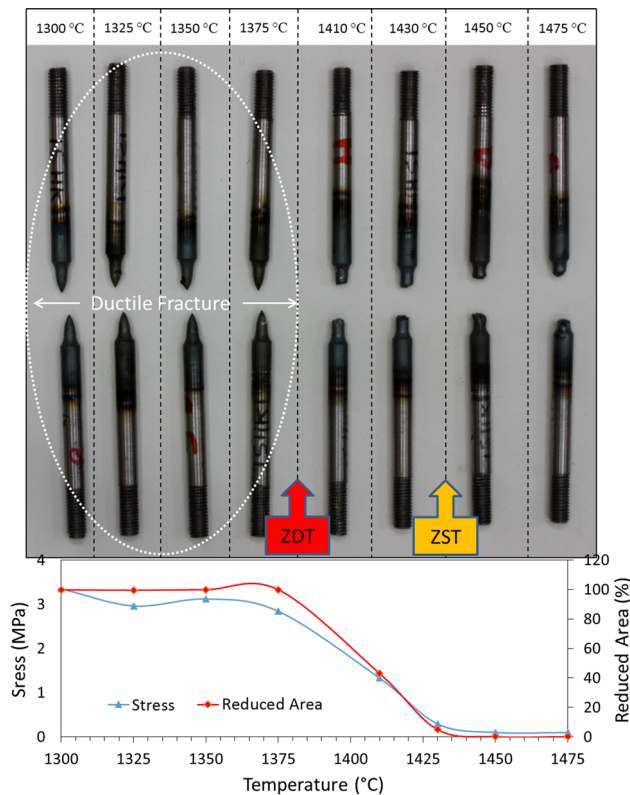 1300 °C 1325 °C 1350 °C 1375 °C 1410 °C 1430 °C 1450 °C 1475 °C
Ductile Fracture
ZDT
ZST
4
3
2
1
0
Sress (MPa)
120
100
80
60
40
20
0
Reduced Area (%)
Stress
Reduced Area
1300 1325 1350 1375 1400 1425 1450 1475
Temperature (°C)